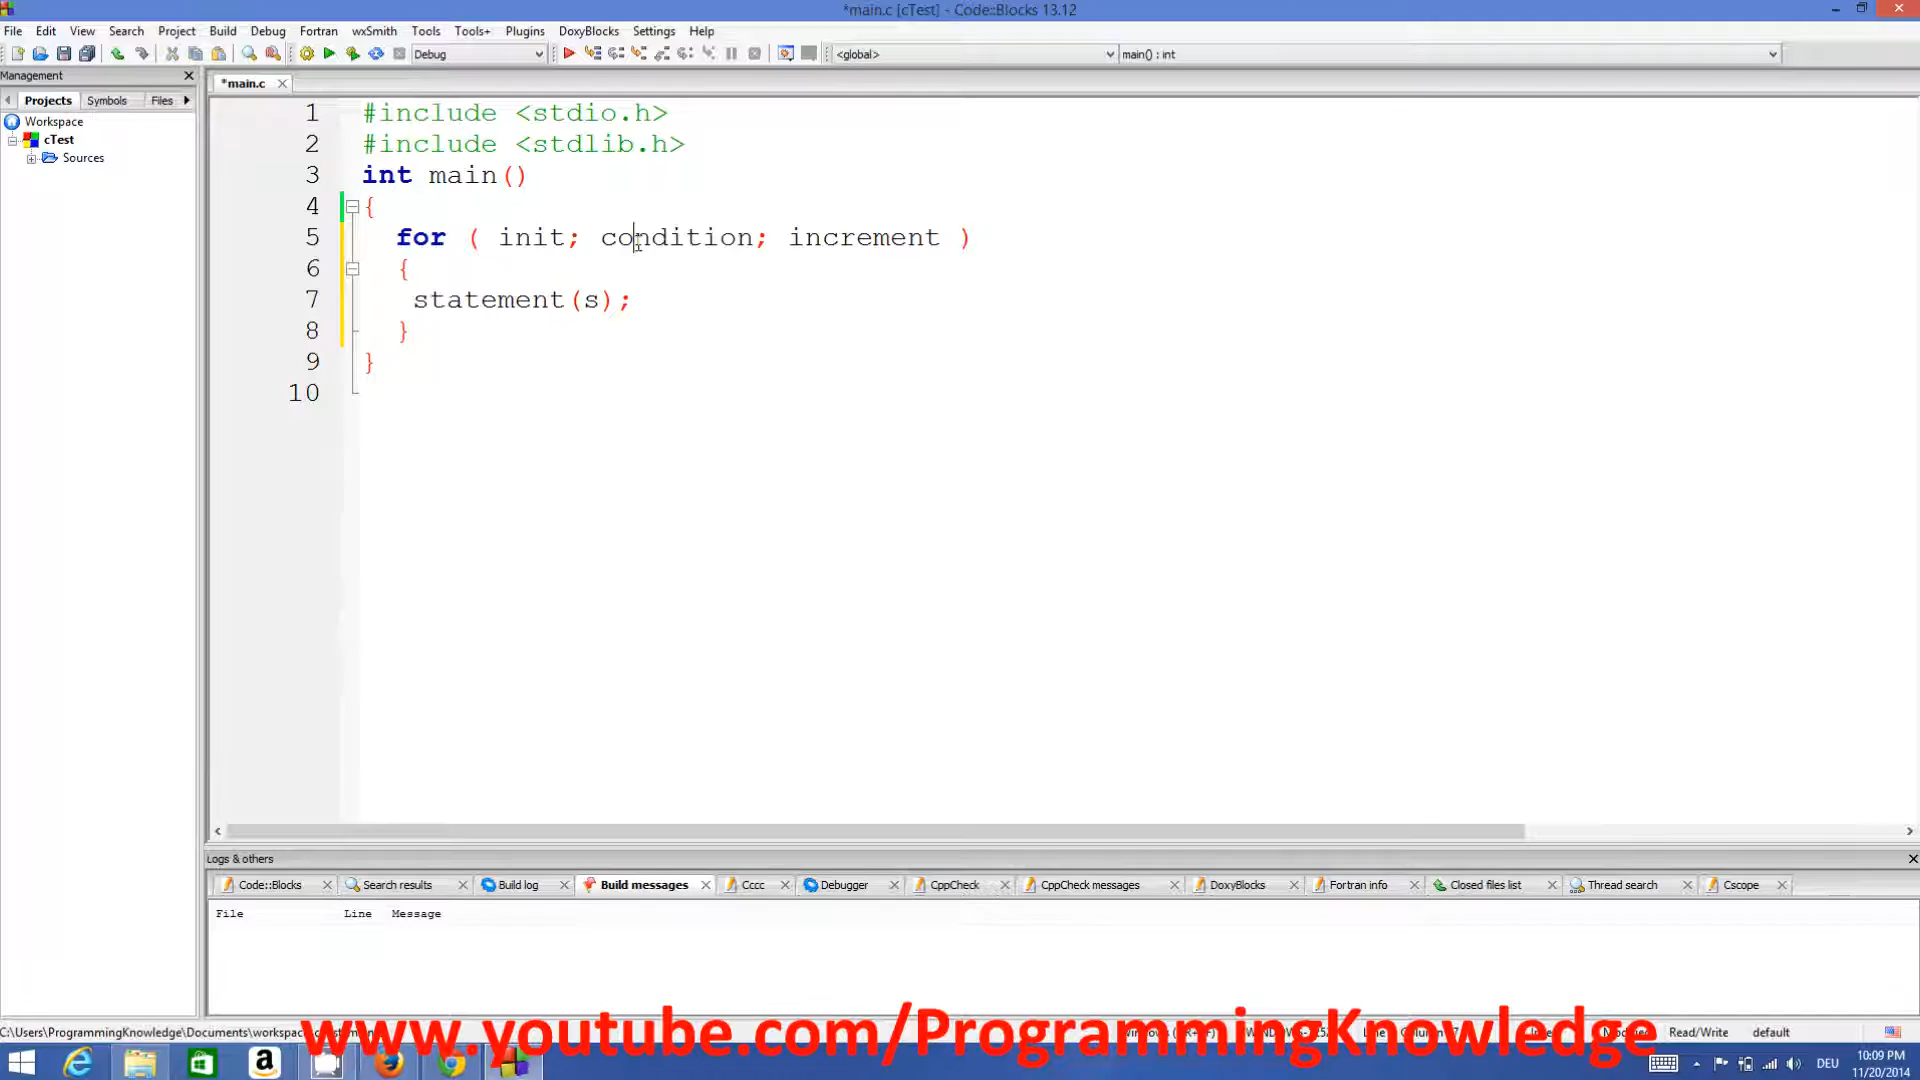 *main.c [cTest] - Code::Blocks 13.12
File Edit View Search Project Build Debug Fortran wxSmith Tools Tools+ Plugins DoxyBlocks Settings Help
Debug <global> main() : int
Management
*main.c
Projects Symbols Files
Workspace
cTest
Sources
1 #include <stdio.h>
2 #include <stdlib.h>
3 int main()
4 {
5 for ( init; condition; increment )
6 {
7 statement(s);
8 }
9 }
10
Logs & others
Code::Blocks Search results Build log Build messages Cccc Debugger CppCheck CppCheck messages DoxyBlocks Fortran info Closed files list Thread search Cscope
File Line Message
www.youtube.com/ProgrammingKnowledge
C:\Users\ProgrammingKnowledge\Documents\workspac Read/Write default
DEU
10:09 PM
11/20/2014